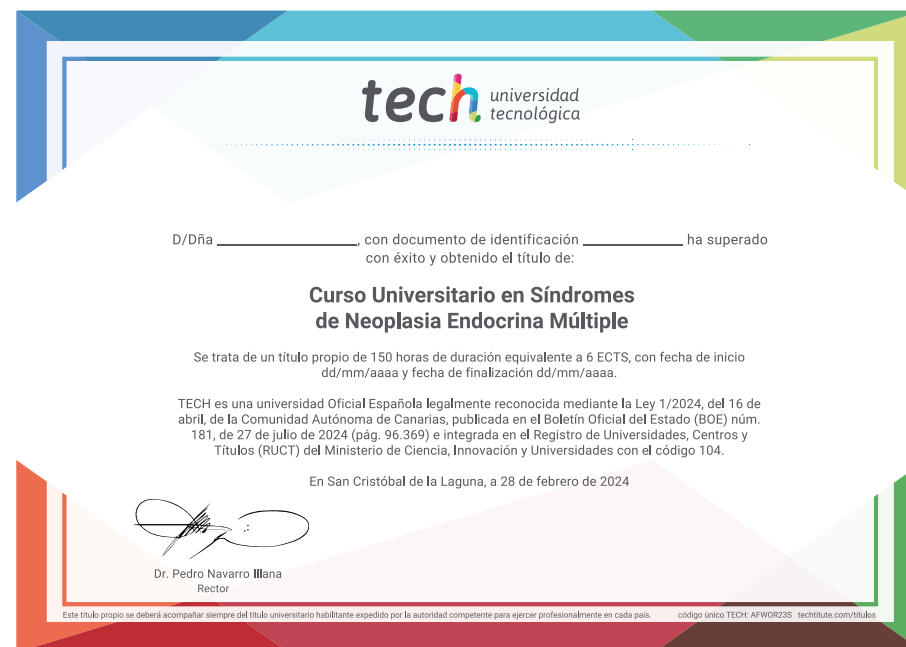 tech universidad
tecnológica
D/Dña ____________________, con documento de identificación ______________ ha superado
con éxito y obtenido el título de:
Curso Universitario en Síndromes
de Neoplasia Endocrina Múltiple
Se trata de un título propio de 150 horas de duración equivalente a 6 ECTS, con fecha de inicio
dd/mm/aaaa y fecha de finalización dd/mm/aaaa.
TECH es una universidad Oficial Española legalmente reconocida mediante la Ley 1/2024, del 16 de
abril, de la Comunidad Autónoma de Canarias, publicada en el Boletín Oficial del Estado (BOE) núm.
181, de 27 de julio de 2024 (pág. 96.369) e integrada en el Registro de Universidades, Centros y
Títulos (RUCT) del Ministerio de Ciencia, Innovación y Universidades con el código 104.
En San Cristóbal de la Laguna, a 28 de febrero de 2024
Dr. Pedro Navarro Illana
Rector
Este título propio se deberá acompañar siempre del título universitario habilitante expedido por la autoridad competente para ejercer profesionalmente en cada país. código único TECH: AFWOR23S techtitute.com/titulos